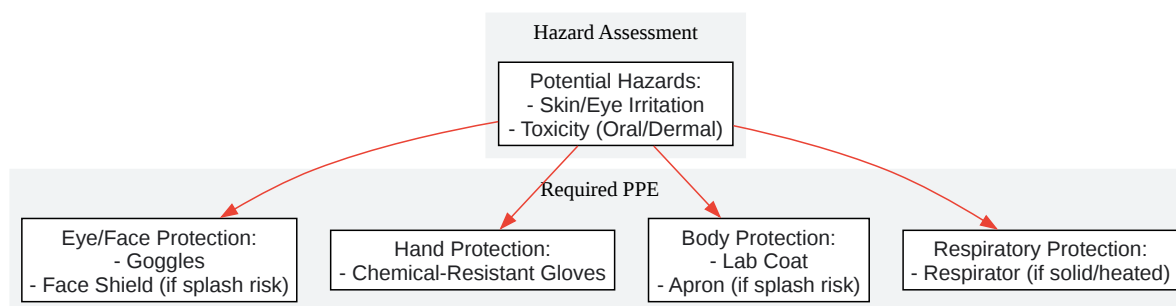 Hazard Assessment
Potential Hazards:
- Skin/Eye Irritation
- Toxicity (Oral/Dermal)
Required PPE
Eye/Face Protection:
- Goggles
- Face Shield (if splash risk)
Hand Protection:
- Chemical-Resistant Gloves
Body Protection:
- Lab Coat
- Apron (if splash risk)
Respiratory Protection:
- Respirator (if solid/heated)